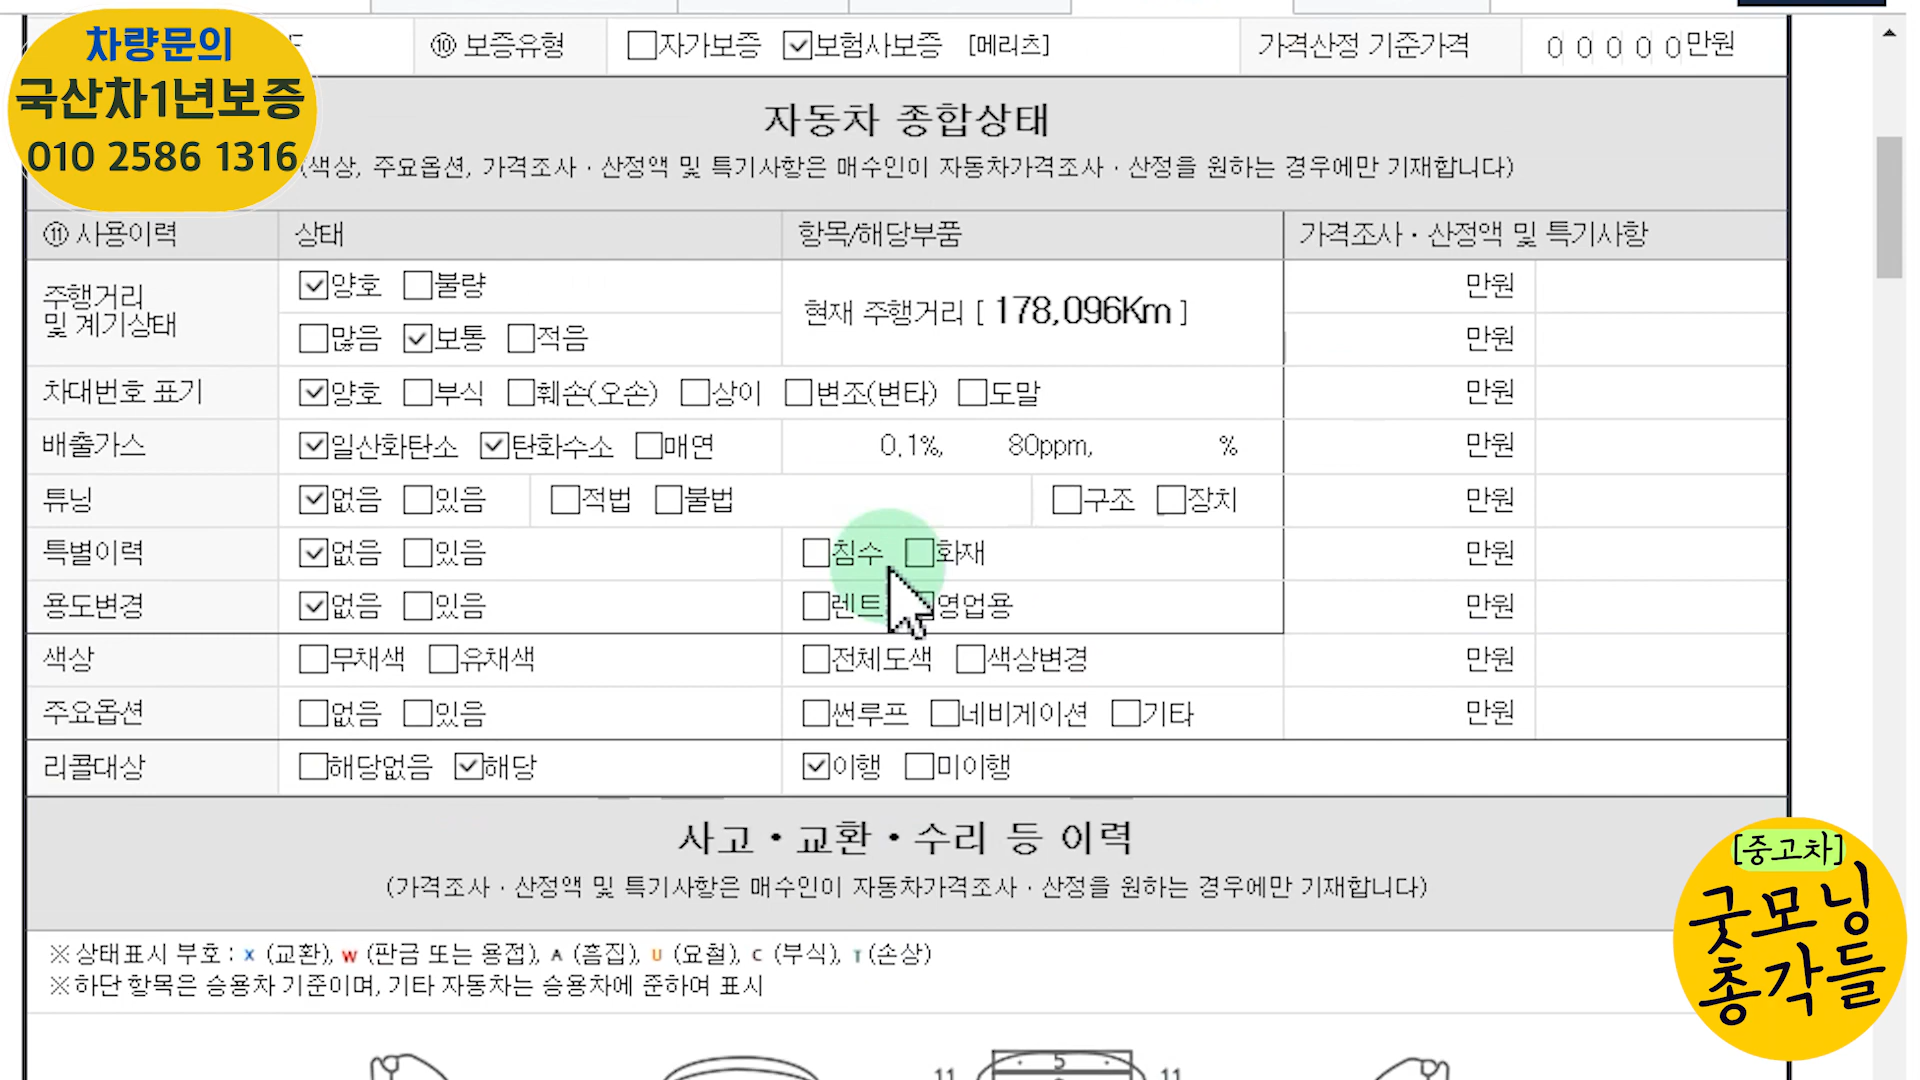 차량문의
국산차1년보증
010 2586 1316
⑩ 보증유형 자가보증 보험사보증 [메리츠] 가격산정 기준가격 0 0 0 0 0만원
자동차 종합상태
(색상, 주요옵션, 가격조사 · 산정액 및 특기사항은 매수인이 자동차가격조사 · 산정을 원하는 경우에만 기재합니다)
⑪ 사용이력 상태 항목/해당부품 가격조사 · 산정액 및 특기사항
주행거리
및 계기상태
양호 불량 만원
현재 주행거리 [ 178,096Km ]
많음 보통 적음 만원
차대번호 표기 양호 부식 훼손(오손) 상이 변조(변타) 도말 만원
배출가스 일산화탄소 탄화수소 매연 0.1%, 80ppm, % 만원
튜닝 없음 있음 적법 불법 구조 장치 만원
특별이력 없음 있음 침수 화재 만원
용도변경 없음 있음 렌트 영업용 만원
색상 무채색 유채색 전체도색 색상변경 만원
주요옵션 없음 있음 썬루프 네비게이션 기타 만원
리콜대상 해당없음 해당 이행 미이행
사고 · 교환 · 수리 등 이력
(가격조사 · 산정액 및 특기사항은 매수인이 자동차가격조사 · 산정을 원하는 경우에만 기재합니다)
※ 상태표시 부호 : X (교환), W (판금 또는 용접), A (흠집), U (요철), C (부식), T (손상)
※ 하단 항목은 승용차 기준이며, 기타 자동차는 승용차에 준하여 표시
11 5 11
[중고차]
굿모닝
총각들